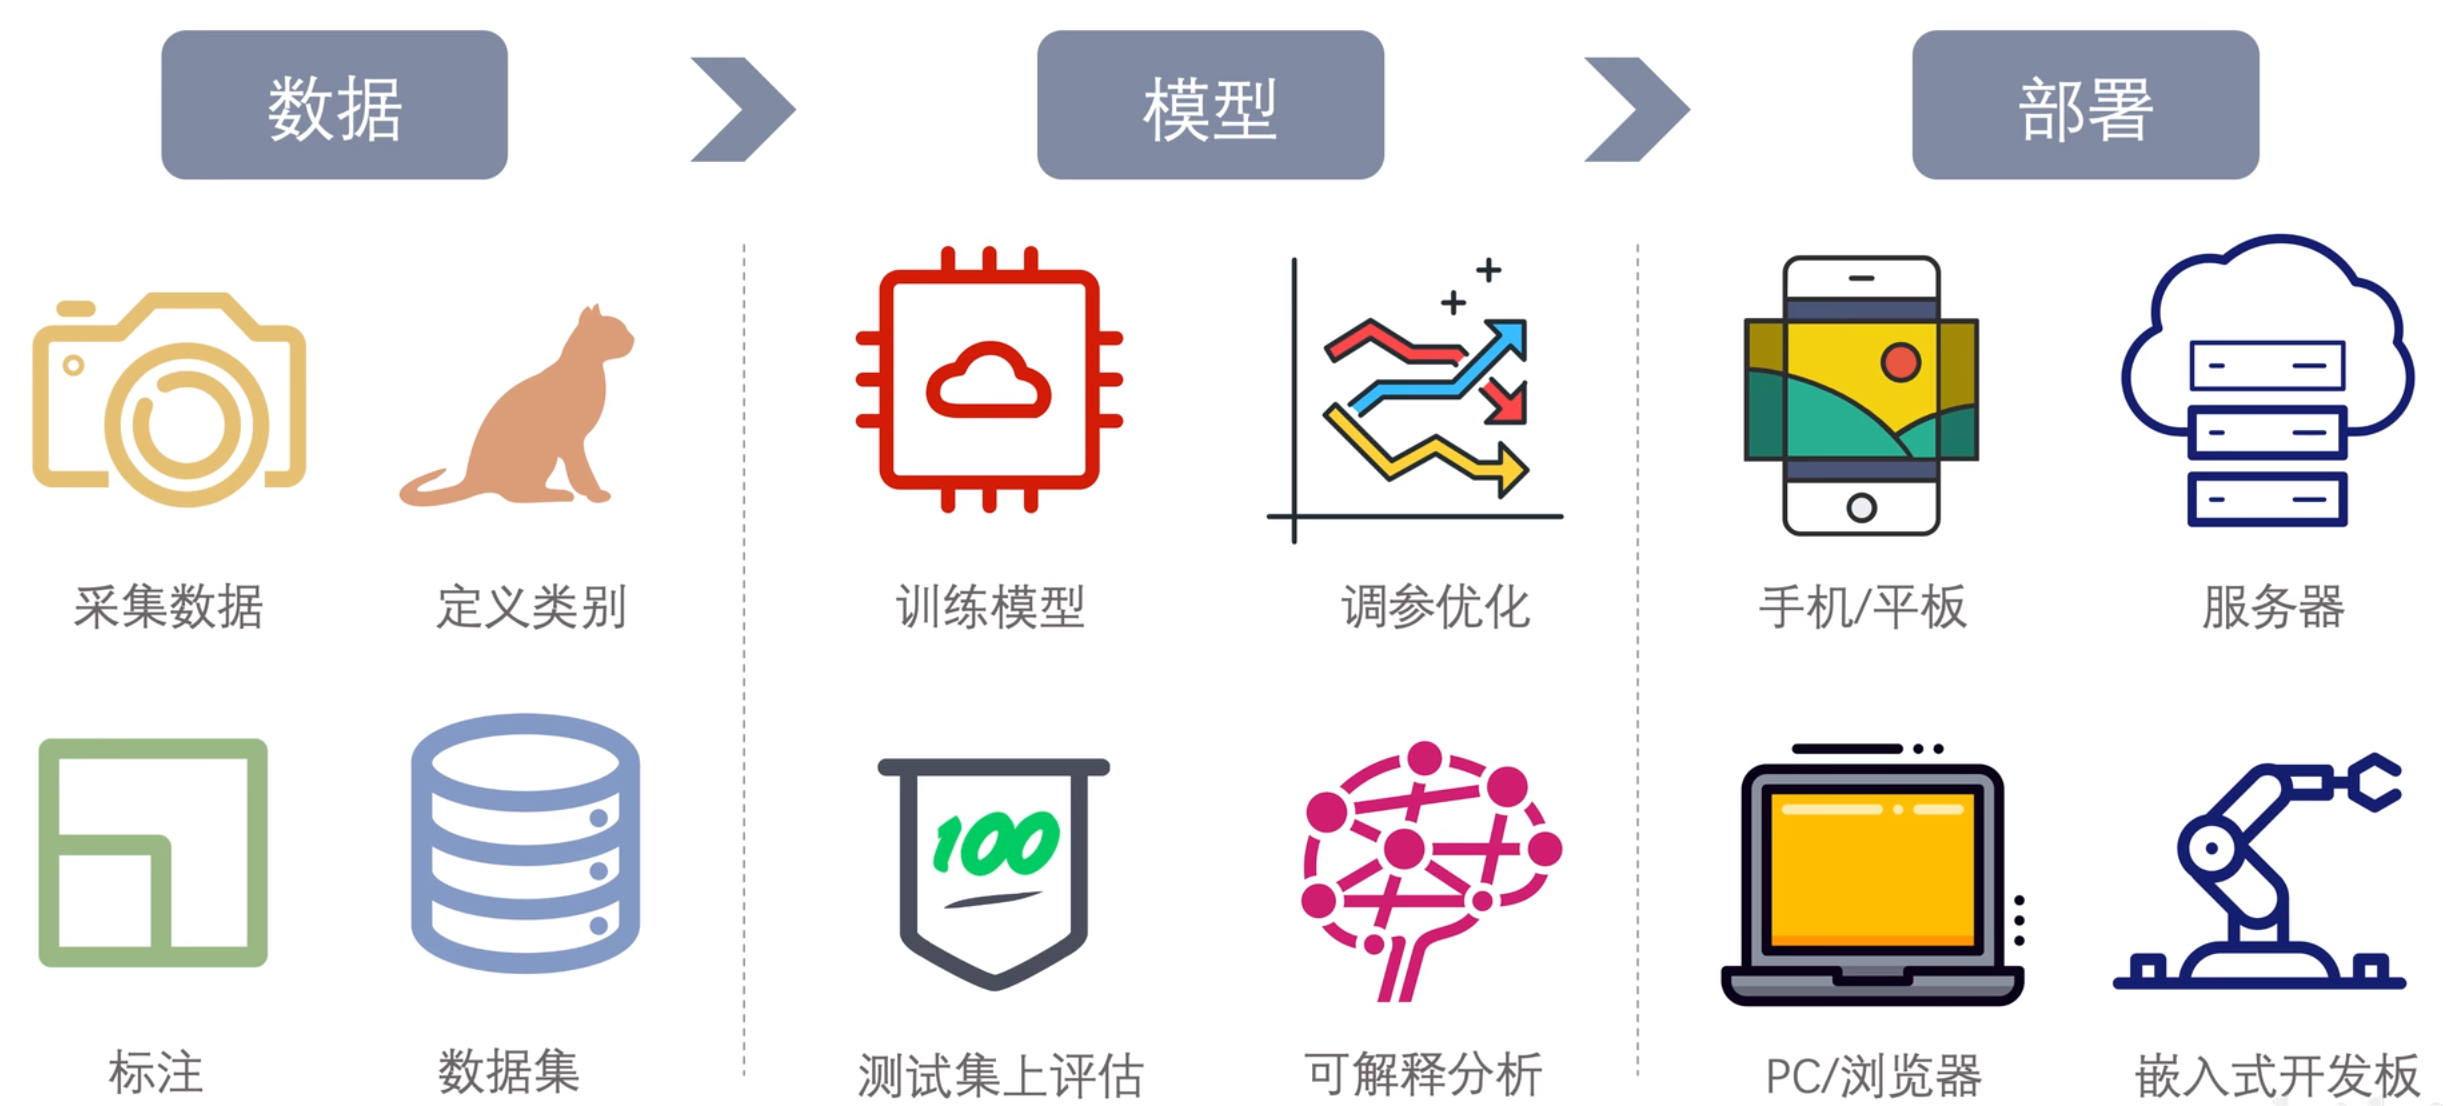 数据
模型
部署
采集数据
定义类别
训练模型
调参优化
手机/平板
服务器
100
标注
数据集
测试集上评估
可解释分析
PC/浏览器
嵌入式开发板